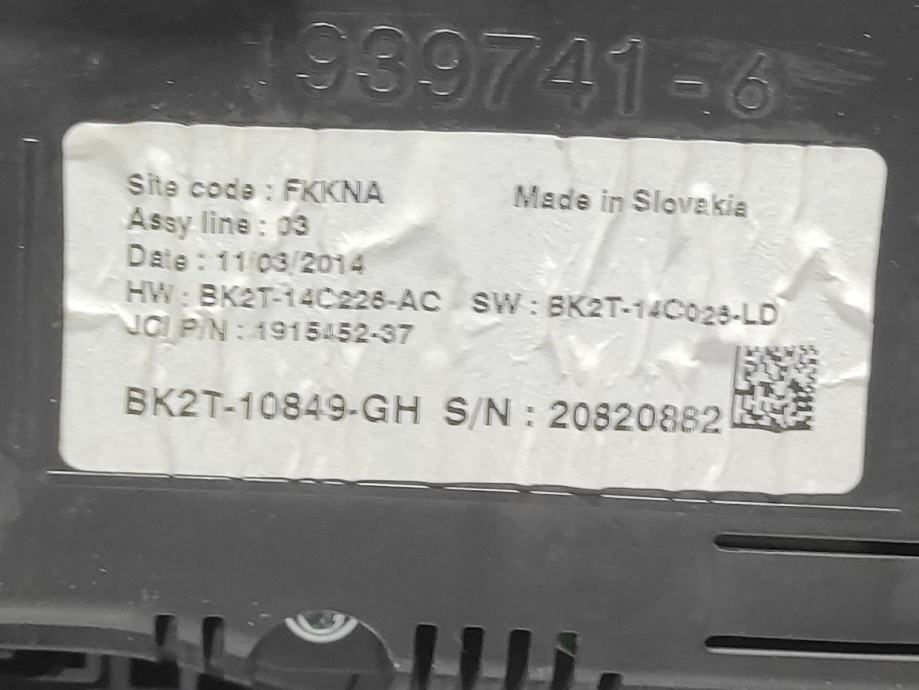 1939741-6
Site code : FKKNA Made in Slovakia
Assy line : 03
Date : 11/03/2014
HW : BK2T-14C226-AC SW : BK2T-14C026-LD
JCI P/N : 1915452-37
BK2T-10849-GH S/N : 20820882